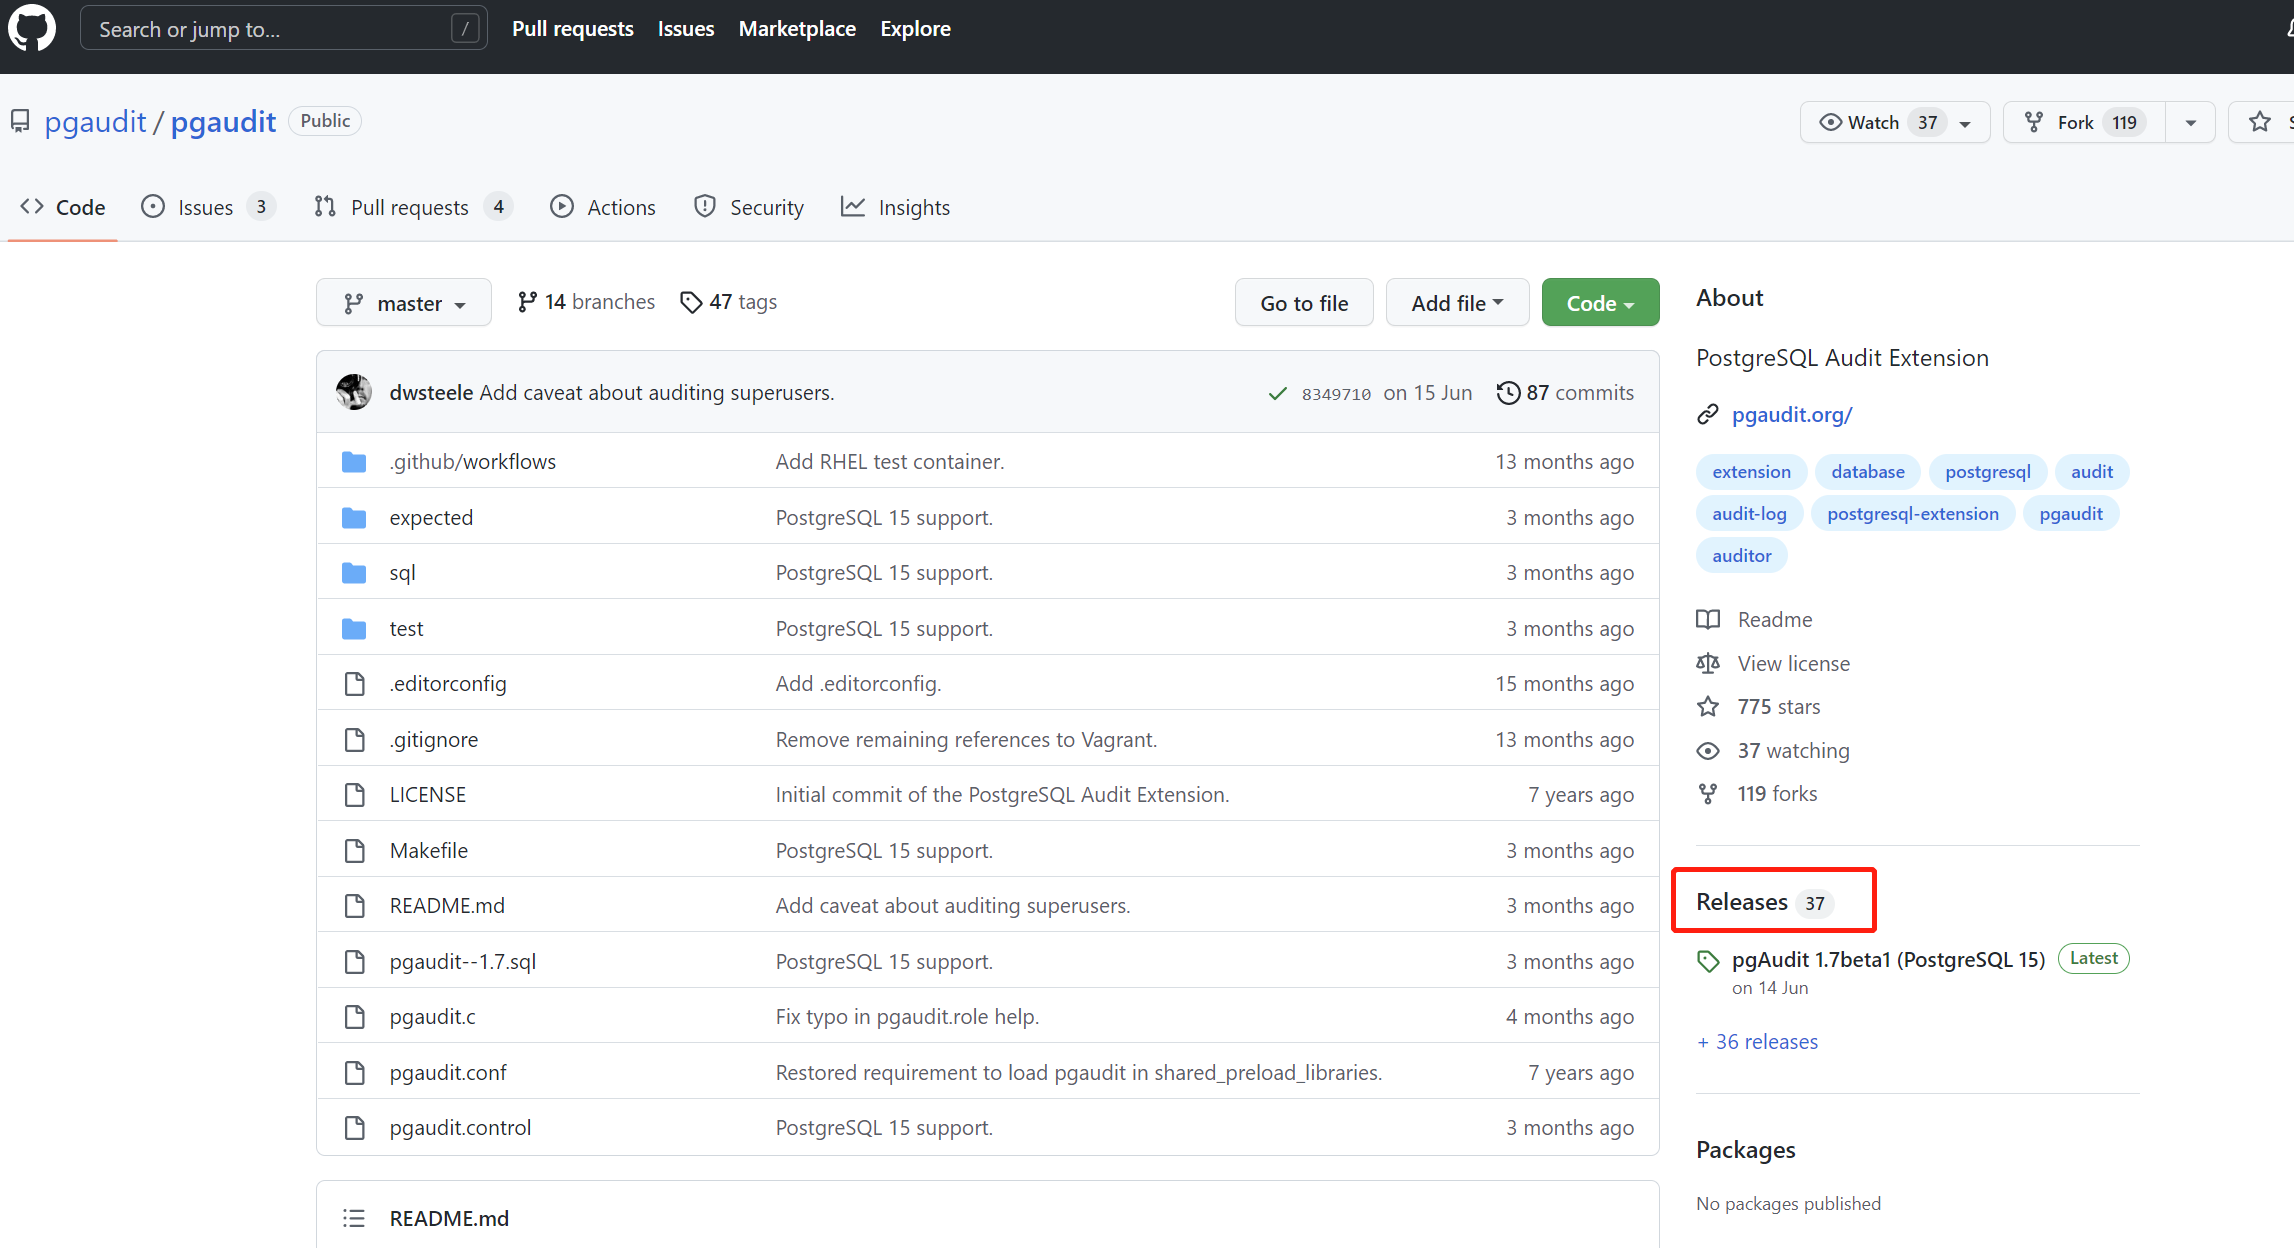 Search or jump to... / Pull requests Issues Marketplace Explore
pgaudit / pgaudit Public Watch 37 Fork 119
Code Issues 3 Pull requests 4 Actions Security Insights
master 14 branches 47 tags Go to file Add file Code
dwsteele Add caveat about auditing superusers. 8349710 on 15 Jun 87 commits
.github/workflows Add RHEL test container. 13 months ago
expected PostgreSQL 15 support. 3 months ago
sql PostgreSQL 15 support. 3 months ago
test PostgreSQL 15 support. 3 months ago
.editorconfig Add .editorconfig. 15 months ago
.gitignore Remove remaining references to Vagrant. 13 months ago
LICENSE Initial commit of the PostgreSQL Audit Extension. 7 years ago
Makefile PostgreSQL 15 support. 3 months ago
README.md Add caveat about auditing superusers. 3 months ago
pgaudit--1.7.sql PostgreSQL 15 support. 3 months ago
pgaudit.c Fix typo in pgaudit.role help. 4 months ago
pgaudit.conf Restored requirement to load pgaudit in shared_preload_libraries. 7 years ago
pgaudit.control PostgreSQL 15 support. 3 months ago
README.md
About
PostgreSQL Audit Extension
pgaudit.org/
extension database postgresql audit
audit-log postgresql-extension pgaudit
auditor
Readme
View license
775 stars
37 watching
119 forks
Releases 37
pgAudit 1.7beta1 (PostgreSQL 15) Latest
on 14 Jun
+ 36 releases
Packages
No packages published